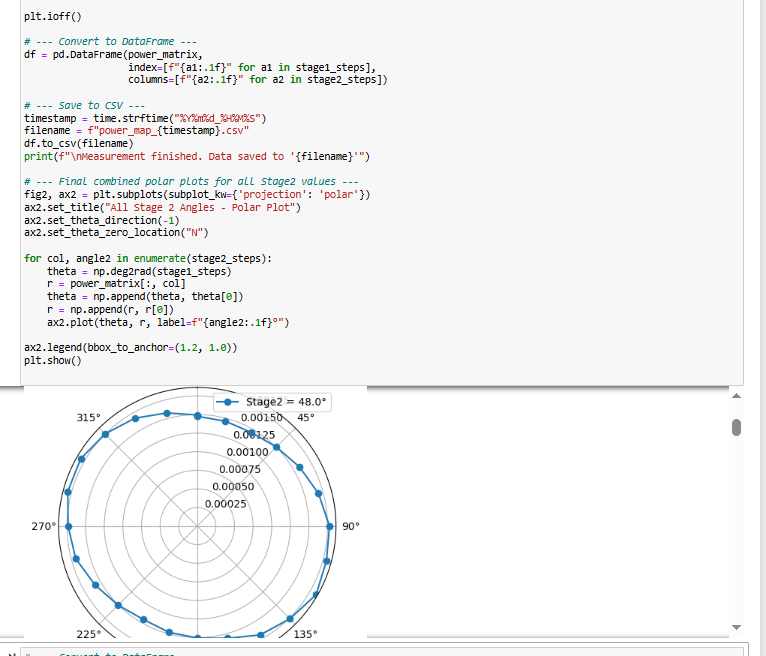 plt.ioff()
# --- Convert to DataFrame ---
df = pd.DataFrame(power_matrix,
index=[f"{a1:.1f}" for a1 in stage1_steps],
columns=[f"{a2:.1f}" for a2 in stage2_steps])
# --- Save to CSV ---
timestamp = time.strftime("%Y%m%d_%H%M%S")
filename = f"power_map_{timestamp}.csv"
df.to_csv(filename)
print(f"\nMeasurement finished. Data saved to '{filename}'")
# --- Final combined polar plots for all Stage2 values ---
fig2, ax2 = plt.subplots(subplot_kw={'projection': 'polar'})
ax2.set_title("All Stage 2 Angles - Polar Plot")
ax2.set_theta_direction(-1)
ax2.set_theta_zero_location("N")
for col, angle2 in enumerate(stage2_steps):
theta = np.deg2rad(stage1_steps)
r = power_matrix[:, col]
theta = np.append(theta, theta[0])
r = np.append(r, r[0])
ax2.plot(theta, r, label=f"{angle2:.1f}°")
ax2.legend(bbox_to_anchor=(1.2, 1.0))
plt.show()
Stage2 = 48.0°
315°
0.00150
45°
0.00125
0.00100
0.00075
0.00050
0.00025
270°
90°
225°
135°